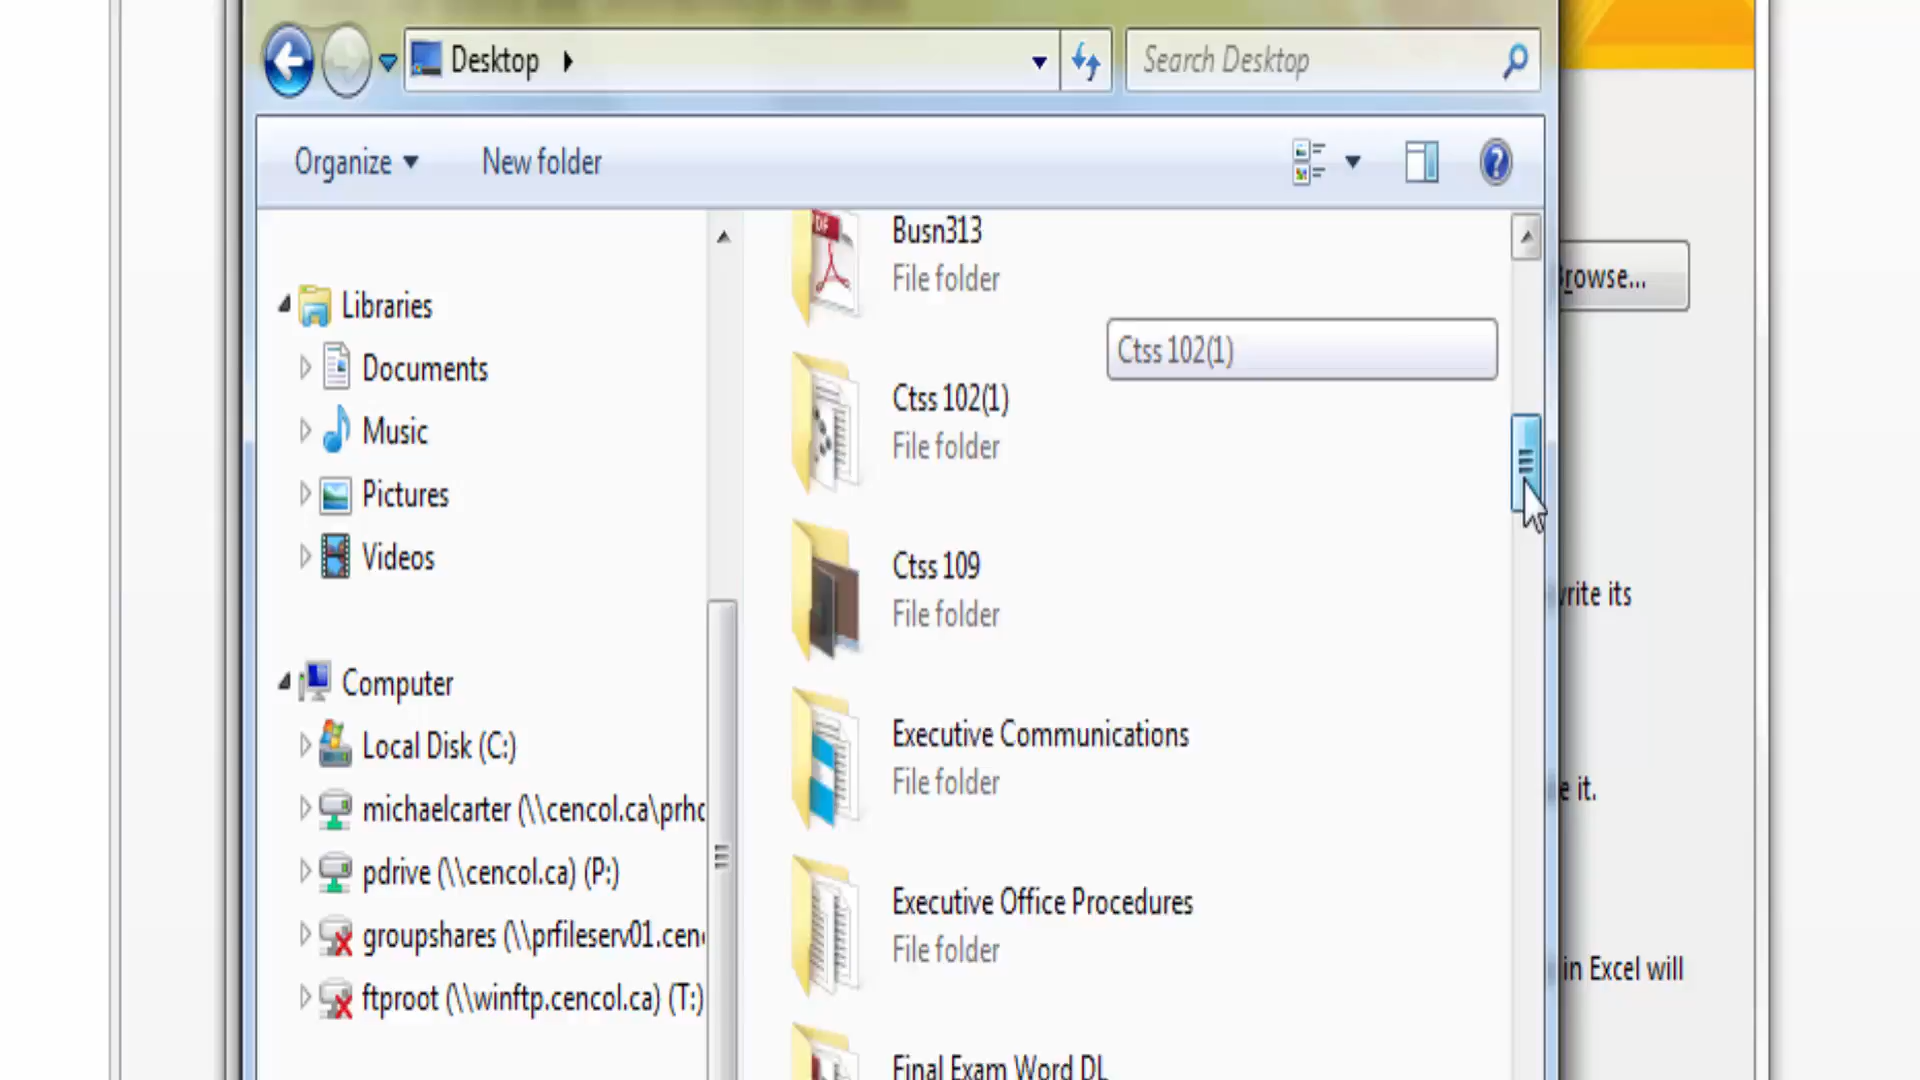 Desktop
Search Desktop
Organize
New folder
Busn313
File folder
Browse...
Libraries
Ctss 102(1)
Documents
Ctss 102(1)
File folder
Music
Pictures
Videos
Ctss 109
File folder
write its
Computer
Executive Communications
File folder
Local Disk (C:)
e it.
michaelcarter (\\cencol.ca\prhc
pdrive (\\cencol.ca) (P:)
Executive Office Procedures
File folder
groupshares (\\prfileserv01.cen
in Excel will
ftproot (\\winftp.cencol.ca) (T:)
Final Exam Word DL